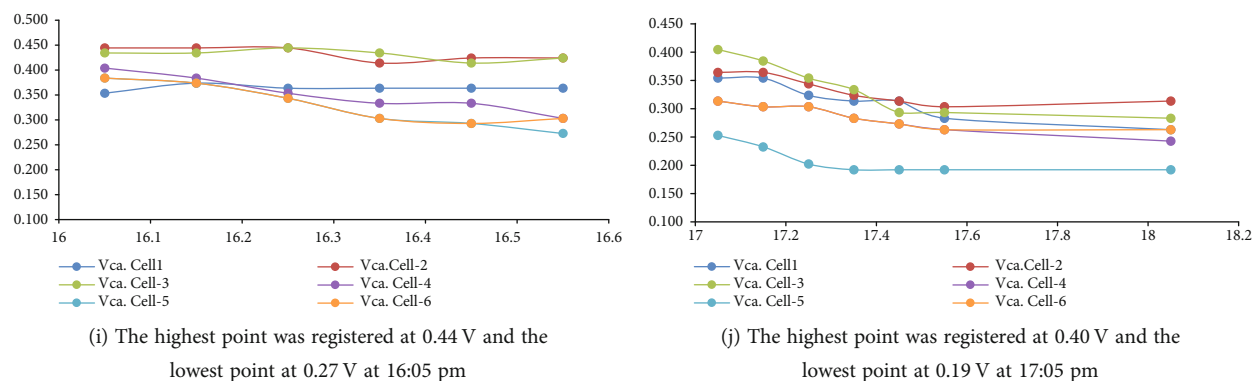 0.500
0.450
0.400
0.350
0.300
0.250
0.200
0.150
0.100
16 16.1 16.2 16.3 16.4 16.5 16.6
Vca. Cell1 Vca.Cell-2
Vca. Cell-3 Vca. Cell-4
Vca. Cell-5 Vca. Cell-6
(i) The highest point was registered at 0.44 V and the
lowest point at 0.27 V at 16:05 pm
0.450
0.400
0.350
0.300
0.250
0.200
0.150
0.100
17 17.2 17.4 17.6 17.8 18 18.2
Vca. Cell1 Vca.Cell-2
Vca. Cell-3 Vca. Cell-4
Vca. Cell-5 Vca. Cell-6
(j) The highest point was registered at 0.40 V and the
lowest point at 0.19 V at 17:05 pm